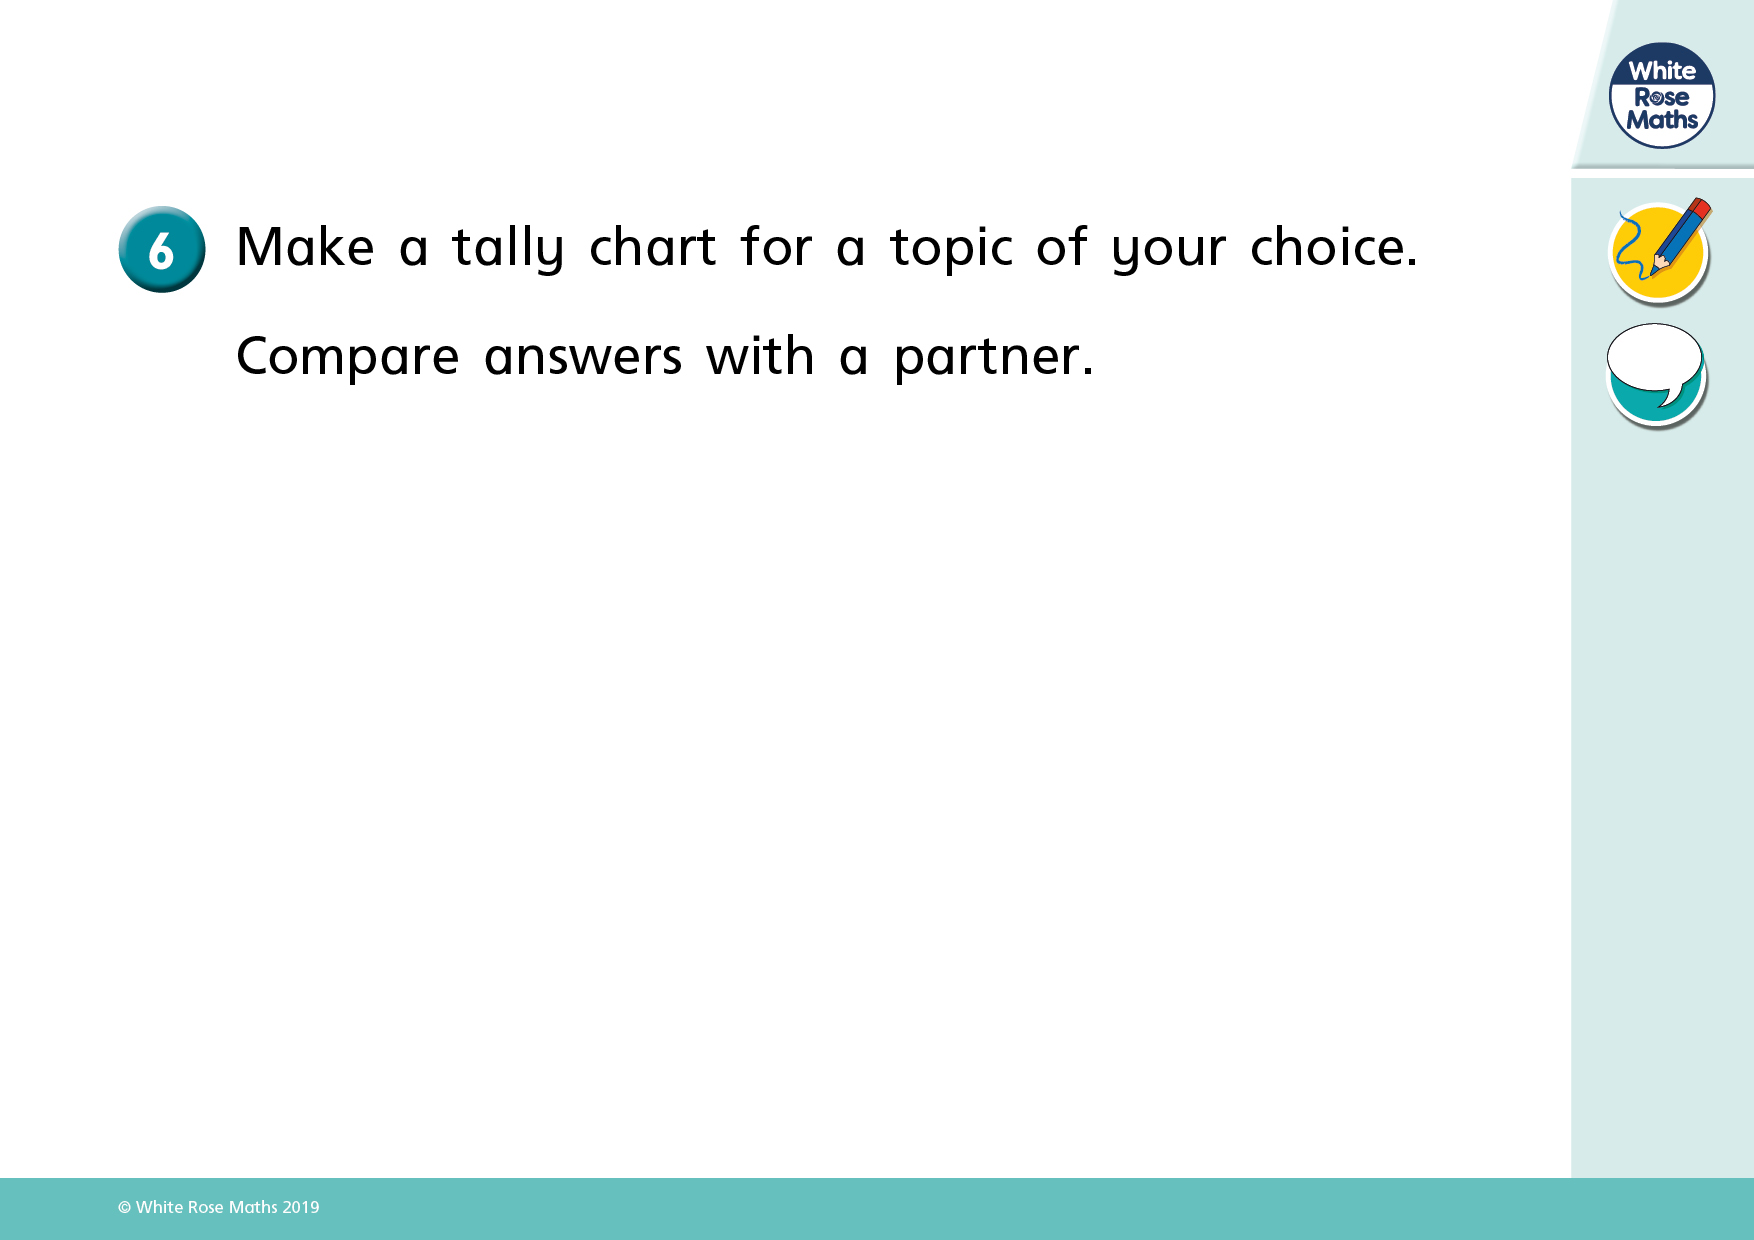 White
Rose
Maths
6 Make a tally chart for a topic of your choice.
Compare answers with a partner.
© White Rose Maths 2019